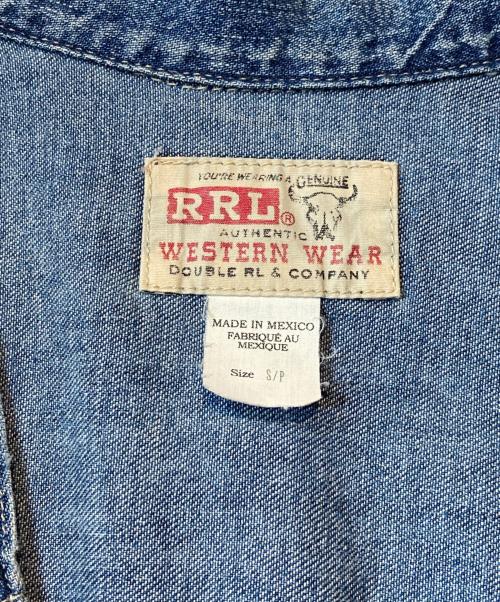 YOU'RE WEARING A GENUINE
RRL®
AUTHENTIC
WESTERN WEAR
DOUBLE RL & COMPANY
MADE IN MEXICO
FABRIQUÉ AU
MEXIQUE
Size S/P